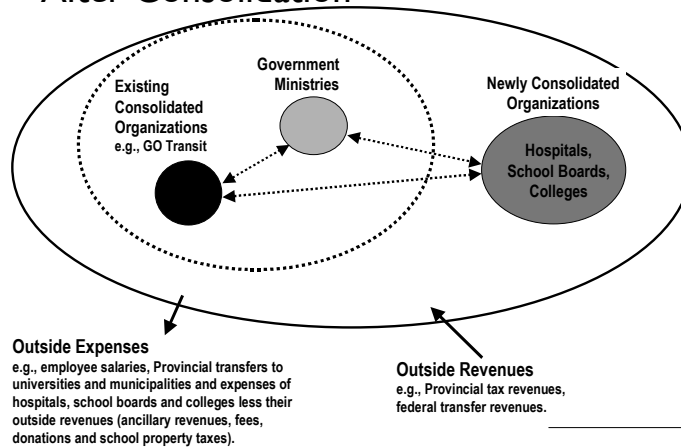 After Consolidation
Existing
Consolidated
Organizations
e.g., GO Transit
Government
Ministries
Newly Consolidated
Organizations
Hospitals,
School Boards,
Colleges
Outside Expenses
e.g., employee salaries, Provincial transfers to
universities and municipalities and expenses of
hospitals, school boards and colleges less their
outside revenues (ancillary revenues, fees,
donations and school property taxes).
Outside Revenues
e.g., Provincial tax revenues,
federal transfer revenues.